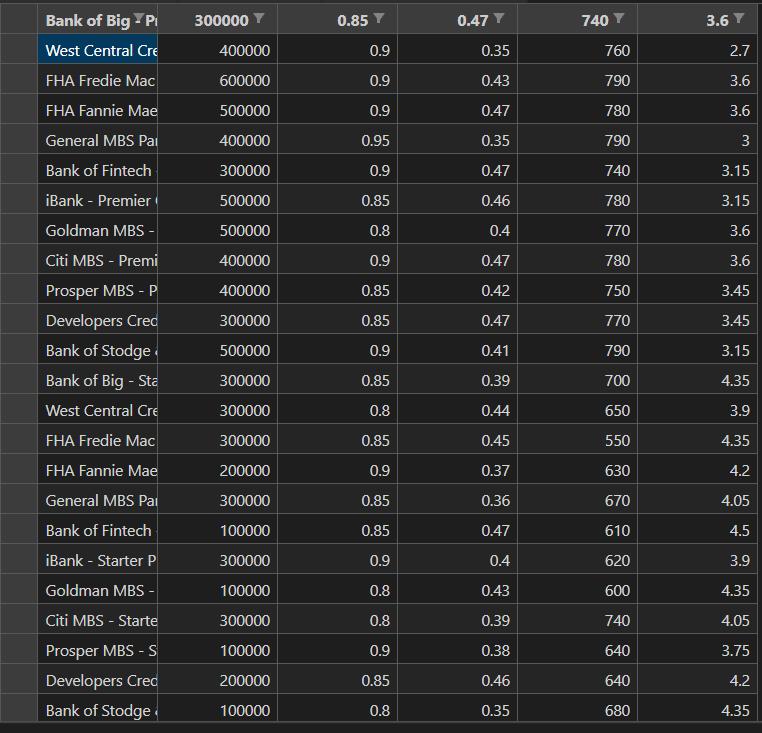 Bank of Big - Pr 300000 0.85 0.47 740 3.6
West Central Cre 400000 0.9 0.35 760 2.7
FHA Fredie Mac 600000 0.9 0.43 790 3.6
FHA Fannie Mae 500000 0.9 0.47 780 3.6
General MBS Par 400000 0.95 0.35 790 3
Bank of Fintech - 300000 0.9 0.47 740 3.15
iBank - Premier 500000 0.85 0.46 780 3.15
Goldman MBS - 500000 0.8 0.4 770 3.6
Citi MBS - Premi 400000 0.9 0.47 780 3.6
Prosper MBS - P 400000 0.85 0.42 750 3.45
Developers Cred 300000 0.85 0.47 770 3.45
Bank of Stodge 500000 0.9 0.41 790 3.15
Bank of Big - Sta 300000 0.85 0.39 700 4.35
West Central Cre 300000 0.8 0.44 650 3.9
FHA Fredie Mac 300000 0.85 0.45 550 4.35
FHA Fannie Mae 200000 0.9 0.37 630 4.2
General MBS Par 300000 0.85 0.36 670 4.05
Bank of Fintech - 100000 0.85 0.47 610 4.5
iBank - Starter P 300000 0.9 0.4 620 3.9
Goldman MBS - 100000 0.8 0.43 600 4.35
Citi MBS - Starte 300000 0.8 0.39 740 4.05
Prosper MBS - S 100000 0.9 0.38 640 3.75
Developers Cred 200000 0.85 0.46 640 4.2
Bank of Stodge 100000 0.8 0.35 680 4.35